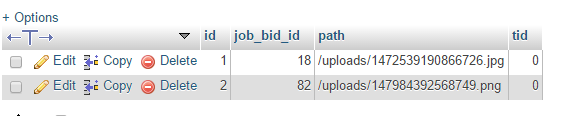 + Options
←T→ id job_bid_id path tid
Edit Copy Delete 1 18 /uploads/1472539190866726.jpg 0
Edit Copy Delete 2 82 /uploads/147984392568749.png 0